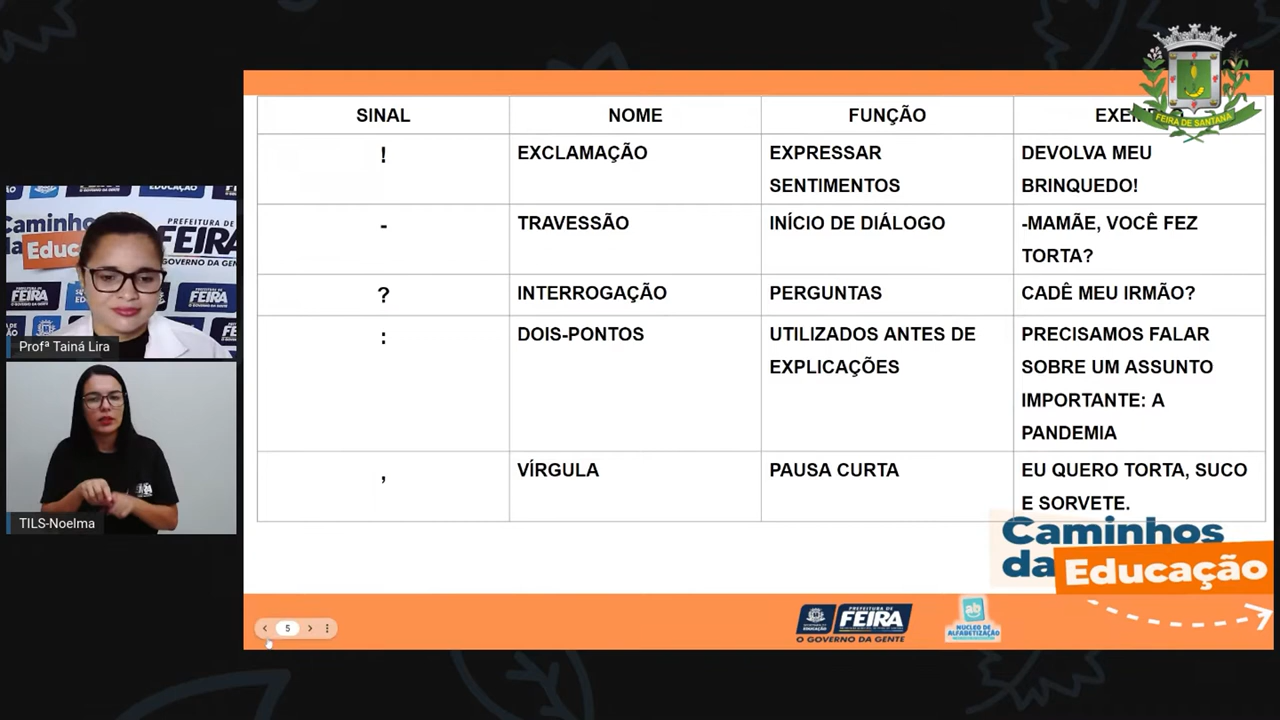 FEIRA DE SANTANA
SINAL NOME FUNÇÃO
! EXCLAMAÇÃO EXPRESSAR SENTIMENTOS DEVOLVA MEU BRINQUEDO!
- TRAVESSÃO INÍCIO DE DIÁLOGO -MAMÃE, VOCÊ FEZ TORTA?
? INTERROGAÇÃO PERGUNTAS CADÊ MEU IRMÃO?
: DOIS-PONTOS UTILIZADOS ANTES DE EXPLICAÇÕES PRECISAMOS FALAR SOBRE UM ASSUNTO IMPORTANTE: A PANDEMIA
, VÍRGULA PAUSA CURTA EU QUERO TORTA, SUCO E SORVETE.
Caminhos
da Educação
PREFEITURA DE
FEIRA
O GOVERNO DA GENTE
Profª Tainá Lira
TILS-Noelma
5
EDUCAÇÃO
PREFEITURA DE
FEIRA
O GOVERNO DA GENTE
ab
NÚCLEO DE
ALFABETIZAÇÃO